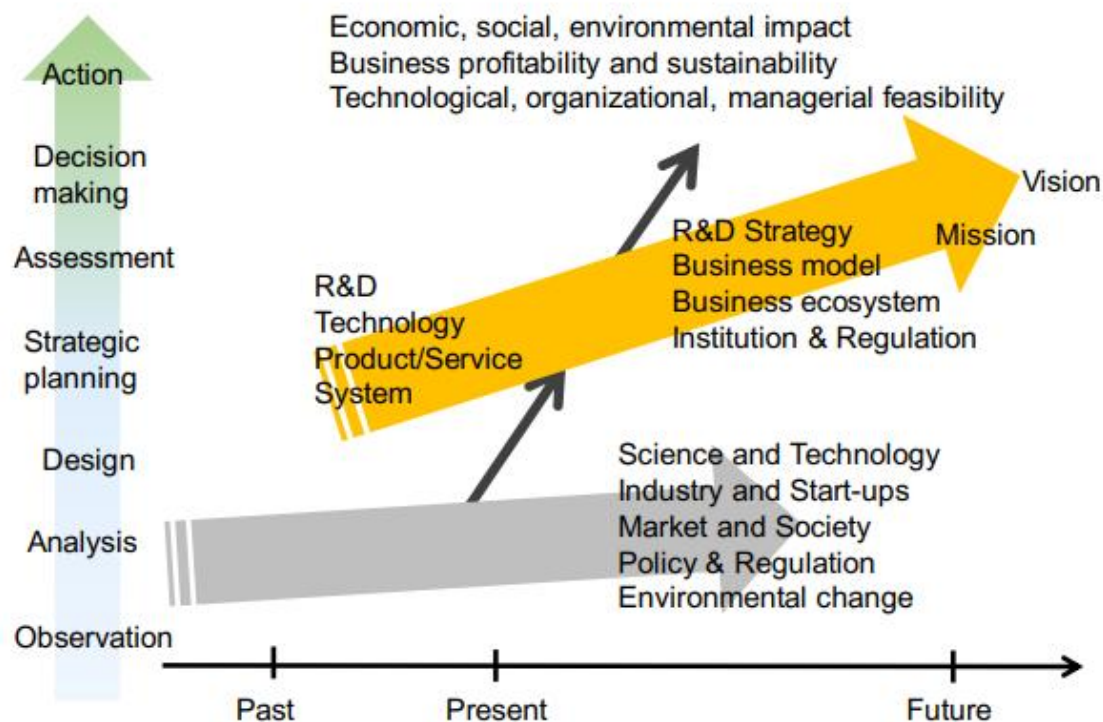 Economic, social, environmental impact
Business profitability and sustainability
Technological, organizational, managerial feasibility
Action
Decision
making
Assessment
Strategic
planning
Design
Analysis
Observation
R&D
Technology
Product/Service
System
R&D Strategy
Business model
Business ecosystem
Institution & Regulation
Mission
Vision
Science and Technology
Industry and Start-ups
Market and Society
Policy & Regulation
Environmental change
Past
Present
Future